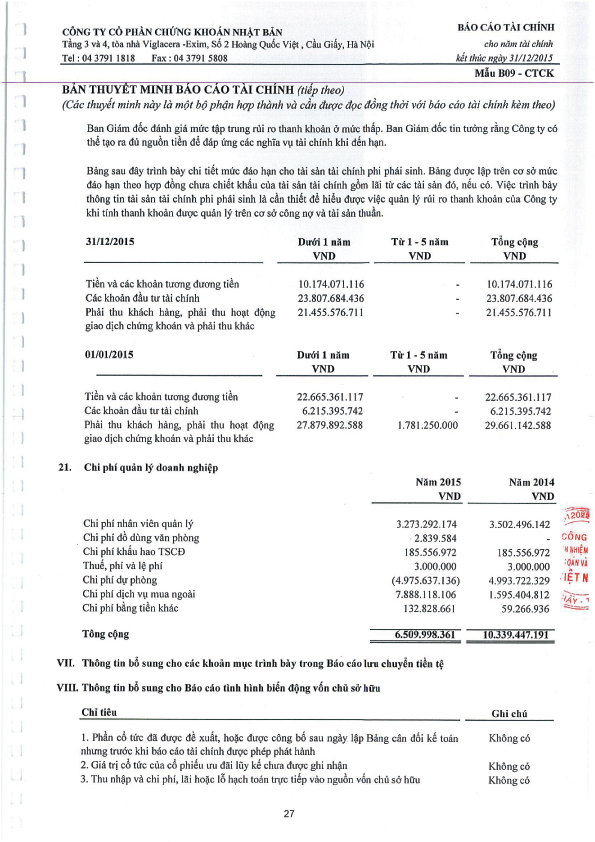 CÔNG TY CỔ PHẦN CHỨNG KHOÁN NHẬT BẢN
BÁO CÁO TÀI CHÍNH
Tầng 3 và 4, tòa nhà Viglacera -Exim, Số 2 Hoàng Quốc Việt , Cầu Giấy, Hà Nội
cho năm tài chính
Tel : 04 3791 1818 Fax : 04 3791 5808
kết thúc ngày 31/12/2015
Mẫu B09 - CTCK
BẢN THUYẾT MINH BÁO CÁO TÀI CHÍNH (tiếp theo)
(Các thuyết minh này là một bộ phận hợp thành và cần được đọc đồng thời với báo cáo tài chính kèm theo)
Ban Giám đốc đánh giá mức tập trung rủi ro thanh khoản ở mức thấp. Ban Giám đốc tin tưởng rằng Công ty có
thể tạo ra đủ nguồn tiền để đáp ứng các nghĩa vụ tài chính khi đến hạn.
Bảng sau đây trình bày chi tiết mức đáo hạn cho tài sản tài chính phi phái sinh. Bảng được lập trên cơ sở mức
đáo hạn theo hợp đồng chưa chiết khấu của tài sản tài chính gồm lãi từ các tài sản đó, nếu có. Việc trình bày
thông tin tài sản tài chính phi phái sinh là cần thiết để hiểu được việc quản lý rủi ro thanh khoản của Công ty
khi tính thanh khoản được quản lý trên cơ sở công nợ và tài sản thuần.
31/12/2015 Dưới 1 năm Từ 1 - 5 năm Tổng cộng
VND VND VND
Tiền và các khoản tương đương tiền 10.174.071.116 - 10.174.071.116
Các khoản đầu tư tài chính 23.807.684.436 - 23.807.684.436
Phải thu khách hàng, phải thu hoạt động 21.455.576.711 - 21.455.576.711
giao dịch chứng khoán và phải thu khác
01/01/2015 Dưới 1 năm Từ 1 - 5 năm Tổng cộng
VND VND VND
Tiền và các khoản tương đương tiền 22.665.361.117 - 22.665.361.117
Các khoản đầu tư tài chính 6.215.395.742 - 6.215.395.742
Phải thu khách hàng, phải thu hoạt động 27.879.892.588 1.781.250.000 29.661.142.588
giao dịch chứng khoán và phải thu khác
21. Chi phí quản lý doanh nghiệp
Năm 2015 Năm 2014
VND VND
Chi phí nhân viên quản lý 3.273.292.174 3.502.496.142
Chi phí đồ dùng văn phòng 2.839.584 -
Chi phí khấu hao TSCĐ 185.556.972 185.556.972
Thuế, phí và lệ phí 3.000.000 3.000.000
Chi phí dự phòng (4.975.637.136) 4.993.722.329
Chi phí dịch vụ mua ngoài 7.888.118.106 1.595.404.812
Chi phí bằng tiền khác 132.828.661 59.266.936
Tổng cộng 6.509.998.361 10.339.447.191
VII. Thông tin bổ sung cho các khoản mục trình bày trong Báo cáo lưu chuyển tiền tệ
VIII. Thông tin bổ sung cho Báo cáo tình hình biến động vốn chủ sở hữu
Chỉ tiêu Ghi chú
1. Phần cổ tức đã được đề xuất, hoặc được công bố sau ngày lập Bảng cân đối kế toán Không có
nhưng trước khi báo cáo tài chính được phép phát hành
2. Giá trị cổ tức của cổ phiếu ưu đãi lũy kế chưa được ghi nhận Không có
3. Thu nhập và chi phí, lãi hoặc lỗ hạch toán trực tiếp vào nguồn vốn chủ sở hữu Không có
27
CÔNG